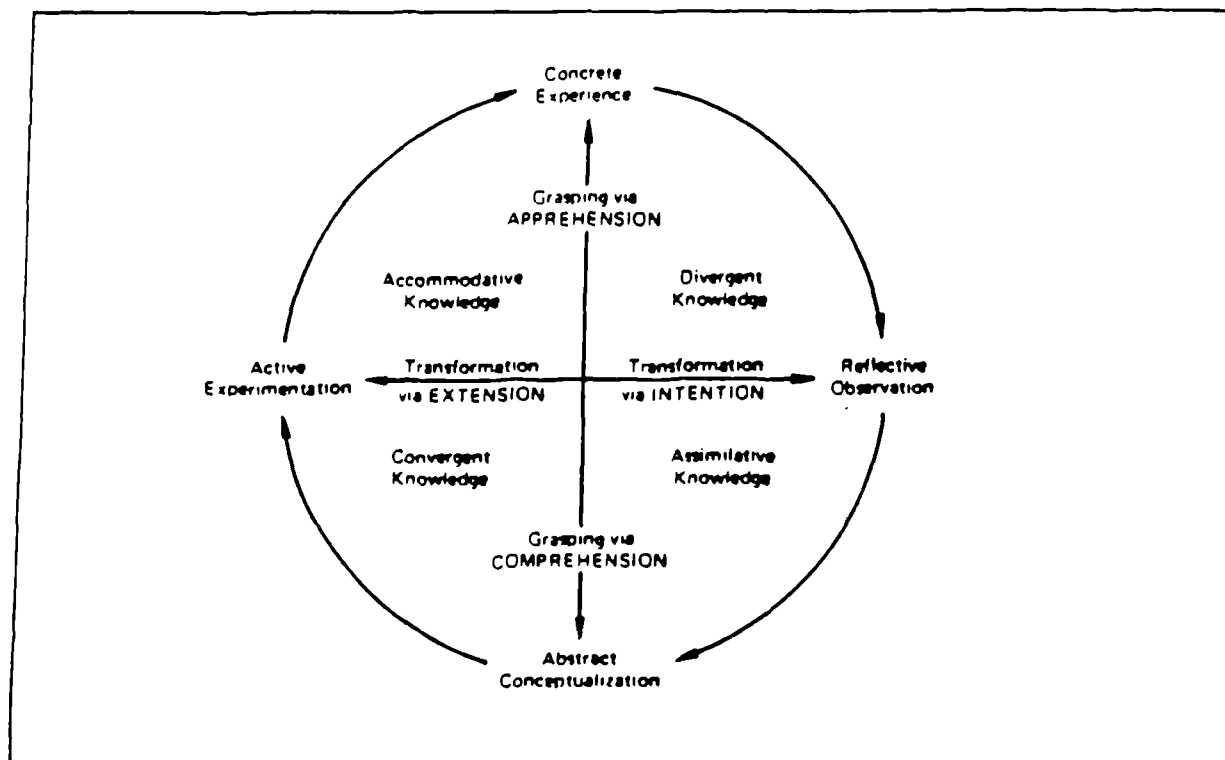 Concrete
Experience
Grasping via
APPREHENSION
Accommodative
Knowledge
Divergent
Knowledge
Active
Experimentation
Transformation
via EXTENSION
Transformation
via INTENTION
Reflective
Observation
Convergent
Knowledge
Assimilative
Knowledge
Grasping via
COMPREHENSION
Abstract
Conceptualization